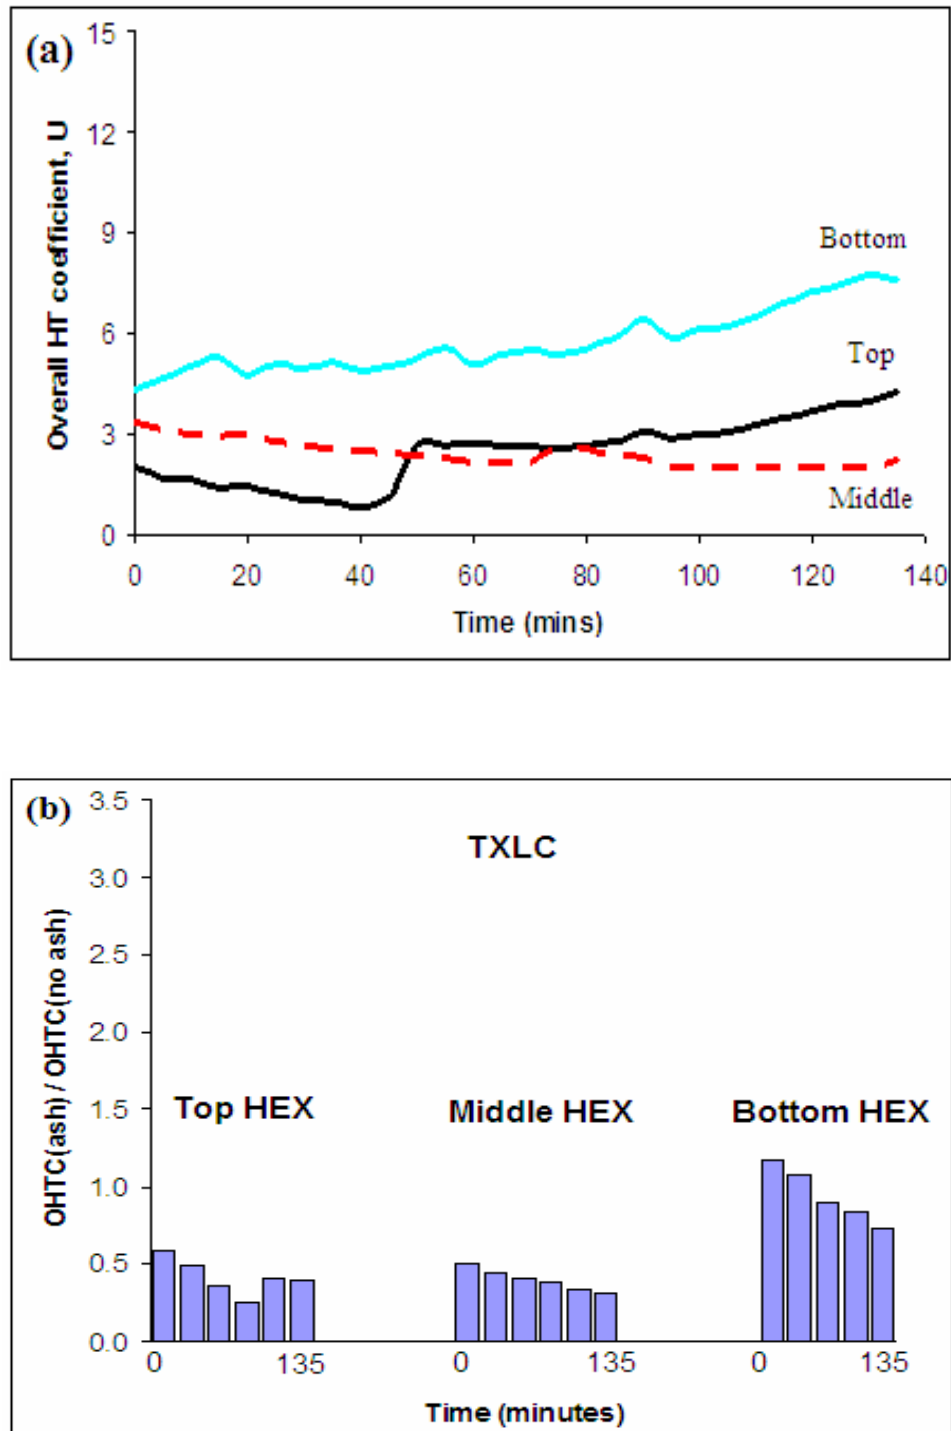 (a)
Overall HT coefficient, U
15
12
9
6
3
0
Bottom
Top
Middle
0 20 40 60 80 100 120 140
Time (mins)
(b)
OHTC(ash) / OHTC(no ash)
3.5
3.0
2.5
2.0
1.5
1.0
0.5
0.0
TXLC
Top HEX Middle HEX Bottom HEX
0 135 0 135 0 135
Time (minutes)